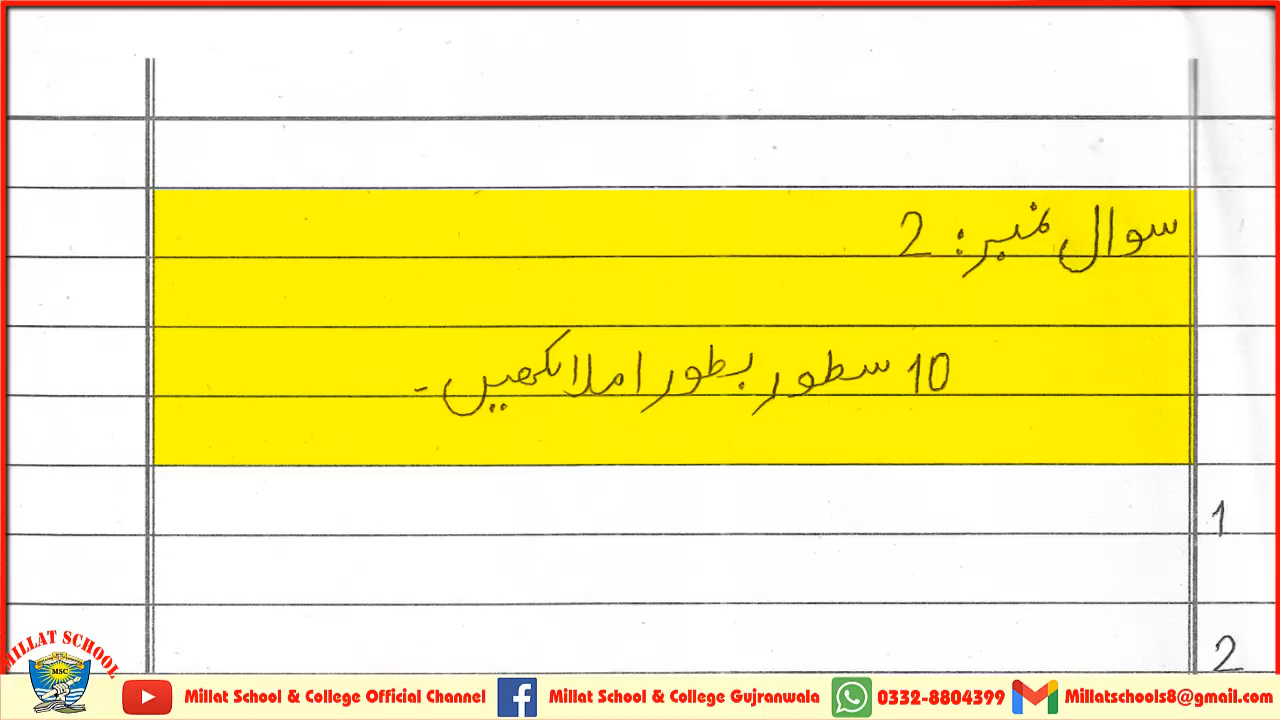 سوال نمبر: 2
10 سطور بطور املا لکھیں ۔
1
2
MILLAT SCHOOL
MSC
Millat School & College Official Channel
Millat School & College Gujranwala
0332-8804399
Millatschools8@gmail.com